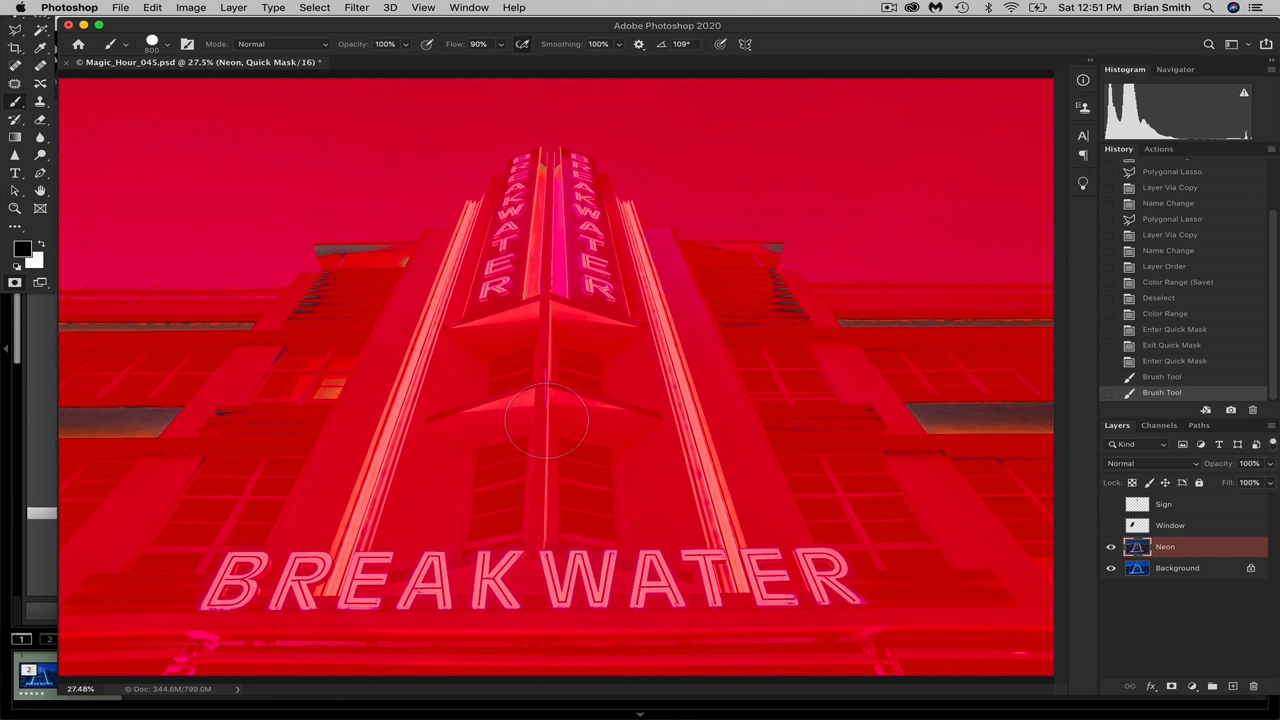 Photoshop File Edit Image Layer Type Select Filter 3D View Window Help Sat 12:51 PM Brian Smith
Adobe Photoshop 2020
800 Mode: Normal Opacity: 100% Flow: 90% Smoothing: 100% 109°
© Magic_Hour_045.psd @ 27.5% (Neon, Quick Mask/16) *
Histogram Navigator
History Actions
Polygonal Lasso
Layer Via Copy
Name Change
Polygonal Lasso
Layer Via Copy
Name Change
Layer Order
Color Range (Save)
Deselect
Color Range
Enter Quick Mask
Exit Quick Mask
Enter Quick Mask
Brush Tool
Brush Tool
Layers Channels Paths
Kind
Normal Opacity: 100%
Lock: Fill: 100%
Sign
Window
Neon
Background
BREAKWATER
BREAKWATER
BREAKWATER
1 2
2
27.48% © Doc: 344.6M/799.0M